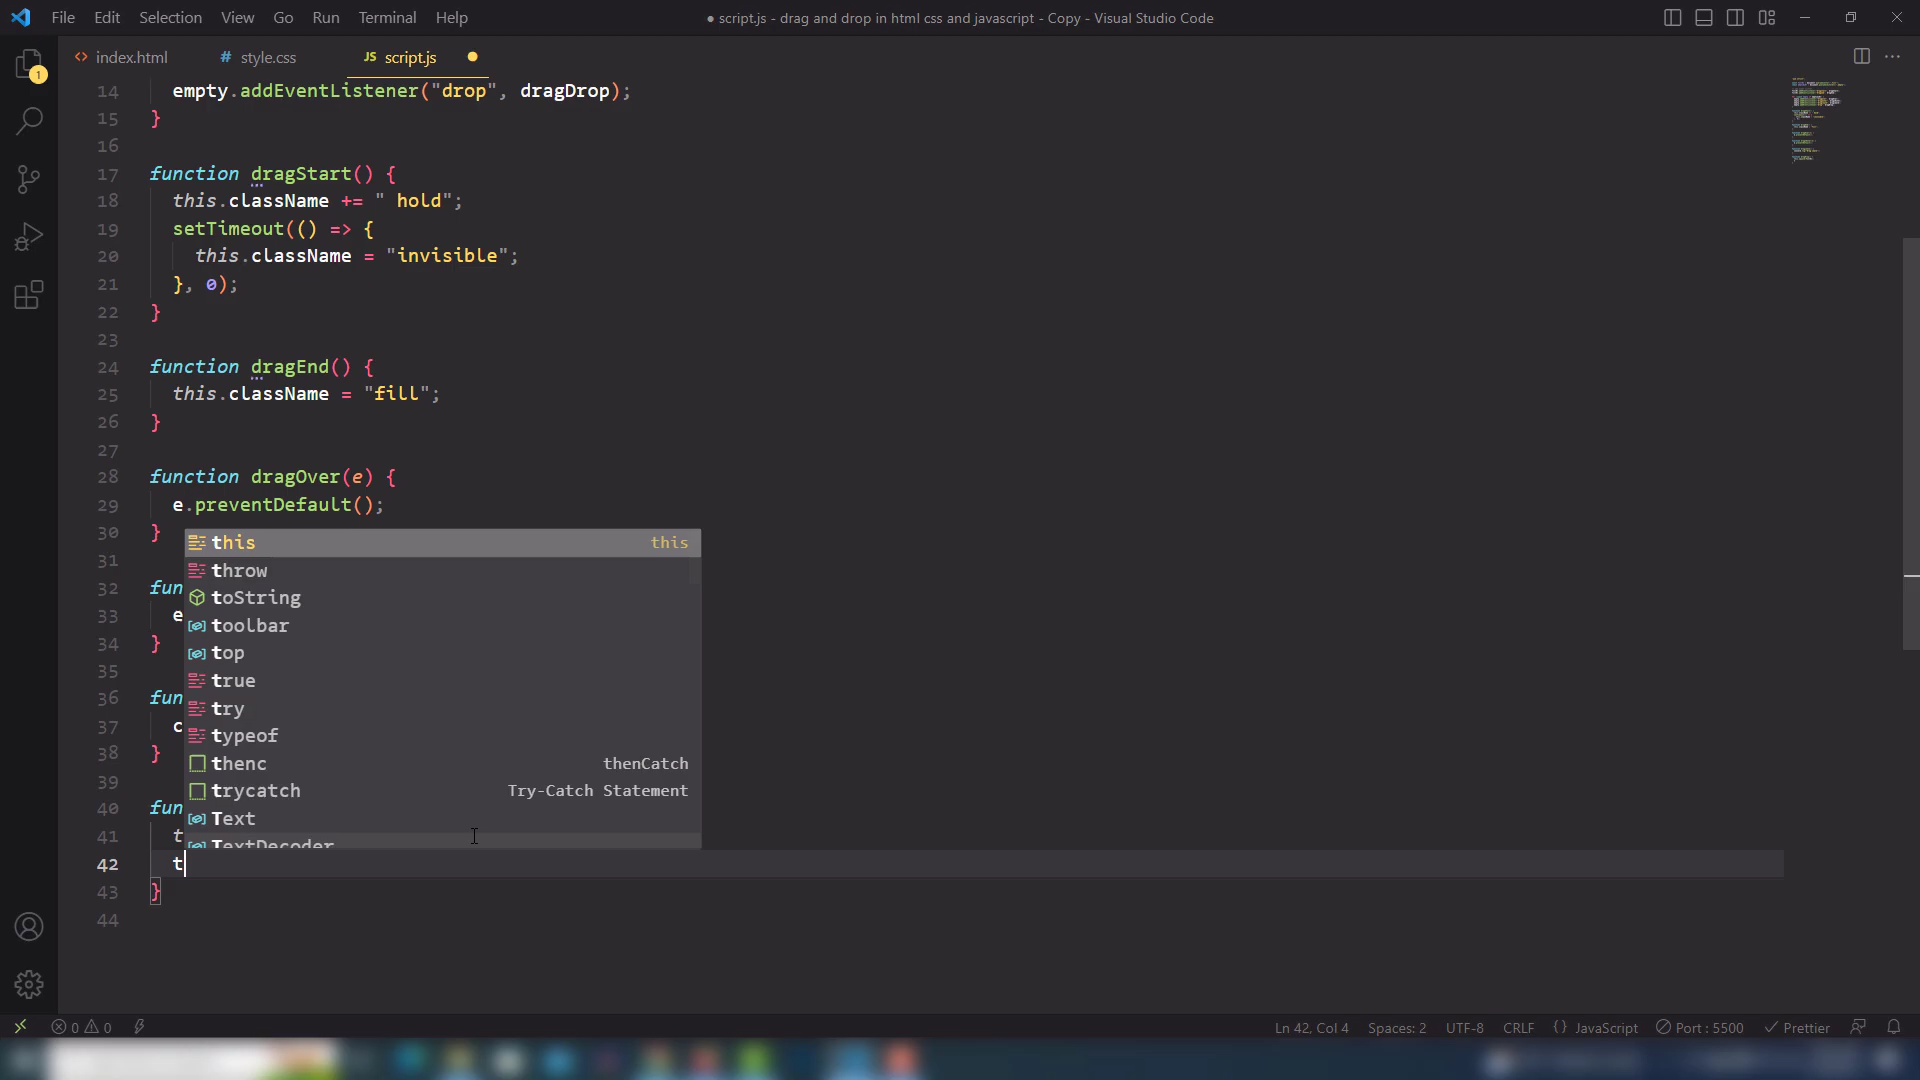 File Edit Selection View Go Run Terminal Help
● script.js - drag and drop in html css and javascript - Copy - Visual Studio Code
index.html
style.css
JS script.js
1
14 empty.addEventListener("drop", dragDrop);
15 }
16
17 function dragStart() {
18 this.className += " hold";
19 setTimeout(() => {
20 this.className = "invisible";
21 }, 0);
22 }
23
24 function dragEnd() {
25 this.className = "fill";
26 }
27
28 function dragOver(e) {
29 e.preventDefault();
30 }
this this
31
throw
32 fun
toString
33 e
toolbar
34 }
top
35
true
36 fun
try
37 c
typeof
38 }
thenc thenCatch
39
trycatch Try-Catch Statement
40 fun
Text
41 t
TextDecoder
42 t
43 }
44
0 0
Ln 42, Col 4 Spaces: 2 UTF-8 CRLF {} JavaScript Port : 5500 Prettier